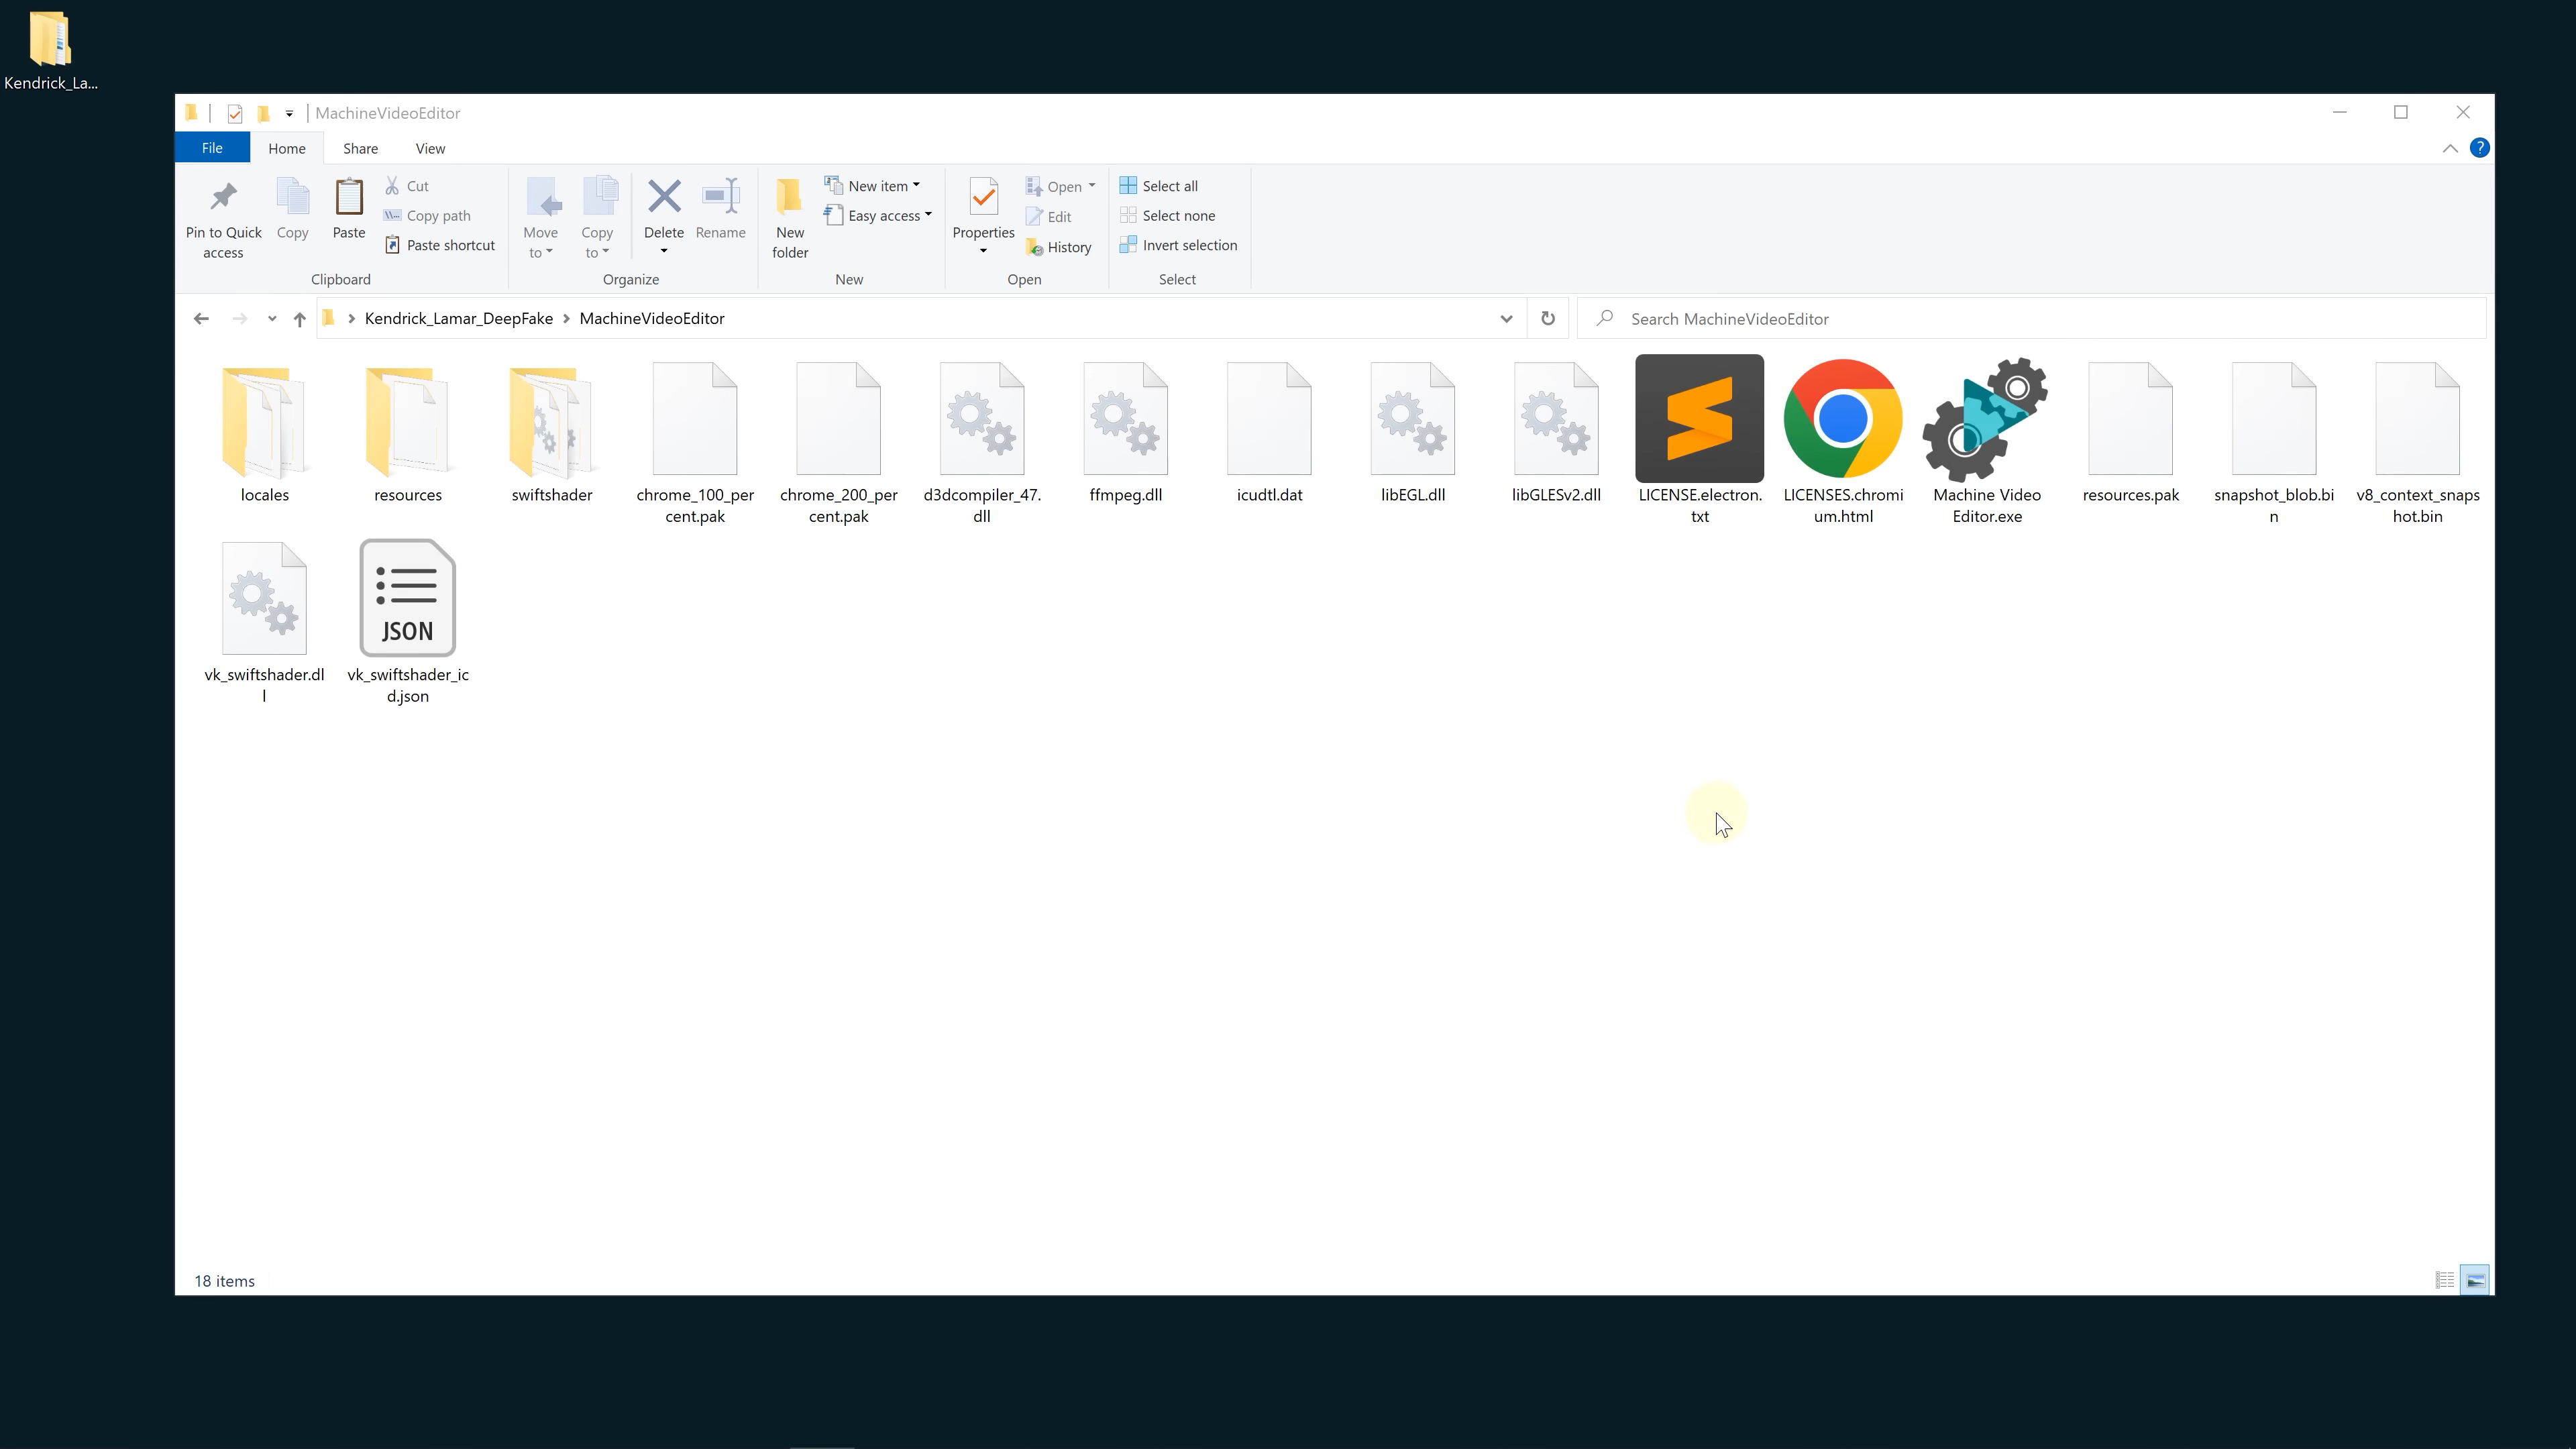 Kendrick_La...
MachineVideoEditor
File Home Share View
?
Pin to Quick
access
Copy
Paste
Cut
Copy path
Paste shortcut
Clipboard
Move
to
Copy
to
Delete
Rename
Organize
New
folder
New item
Easy access
New
Properties
Open
Edit
History
Open
Select all
Select none
Invert selection
Select
Kendrick_Lamar_DeepFake > MachineVideoEditor
Search MachineVideoEditor
locales
resources
swiftshader
chrome_100_per
cent.pak
chrome_200_per
cent.pak
d3dcompiler_47.
dll
ffmpeg.dll
icudtl.dat
libEGL.dll
libGLESv2.dll
LICENSE.electron.
txt
LICENSES.chromi
um.html
Machine Video
Editor.exe
resources.pak
snapshot_blob.bi
n
v8_context_snaps
hot.bin
vk_swiftshader.dl
l
JSON
vk_swiftshader_ic
d.json
18 items